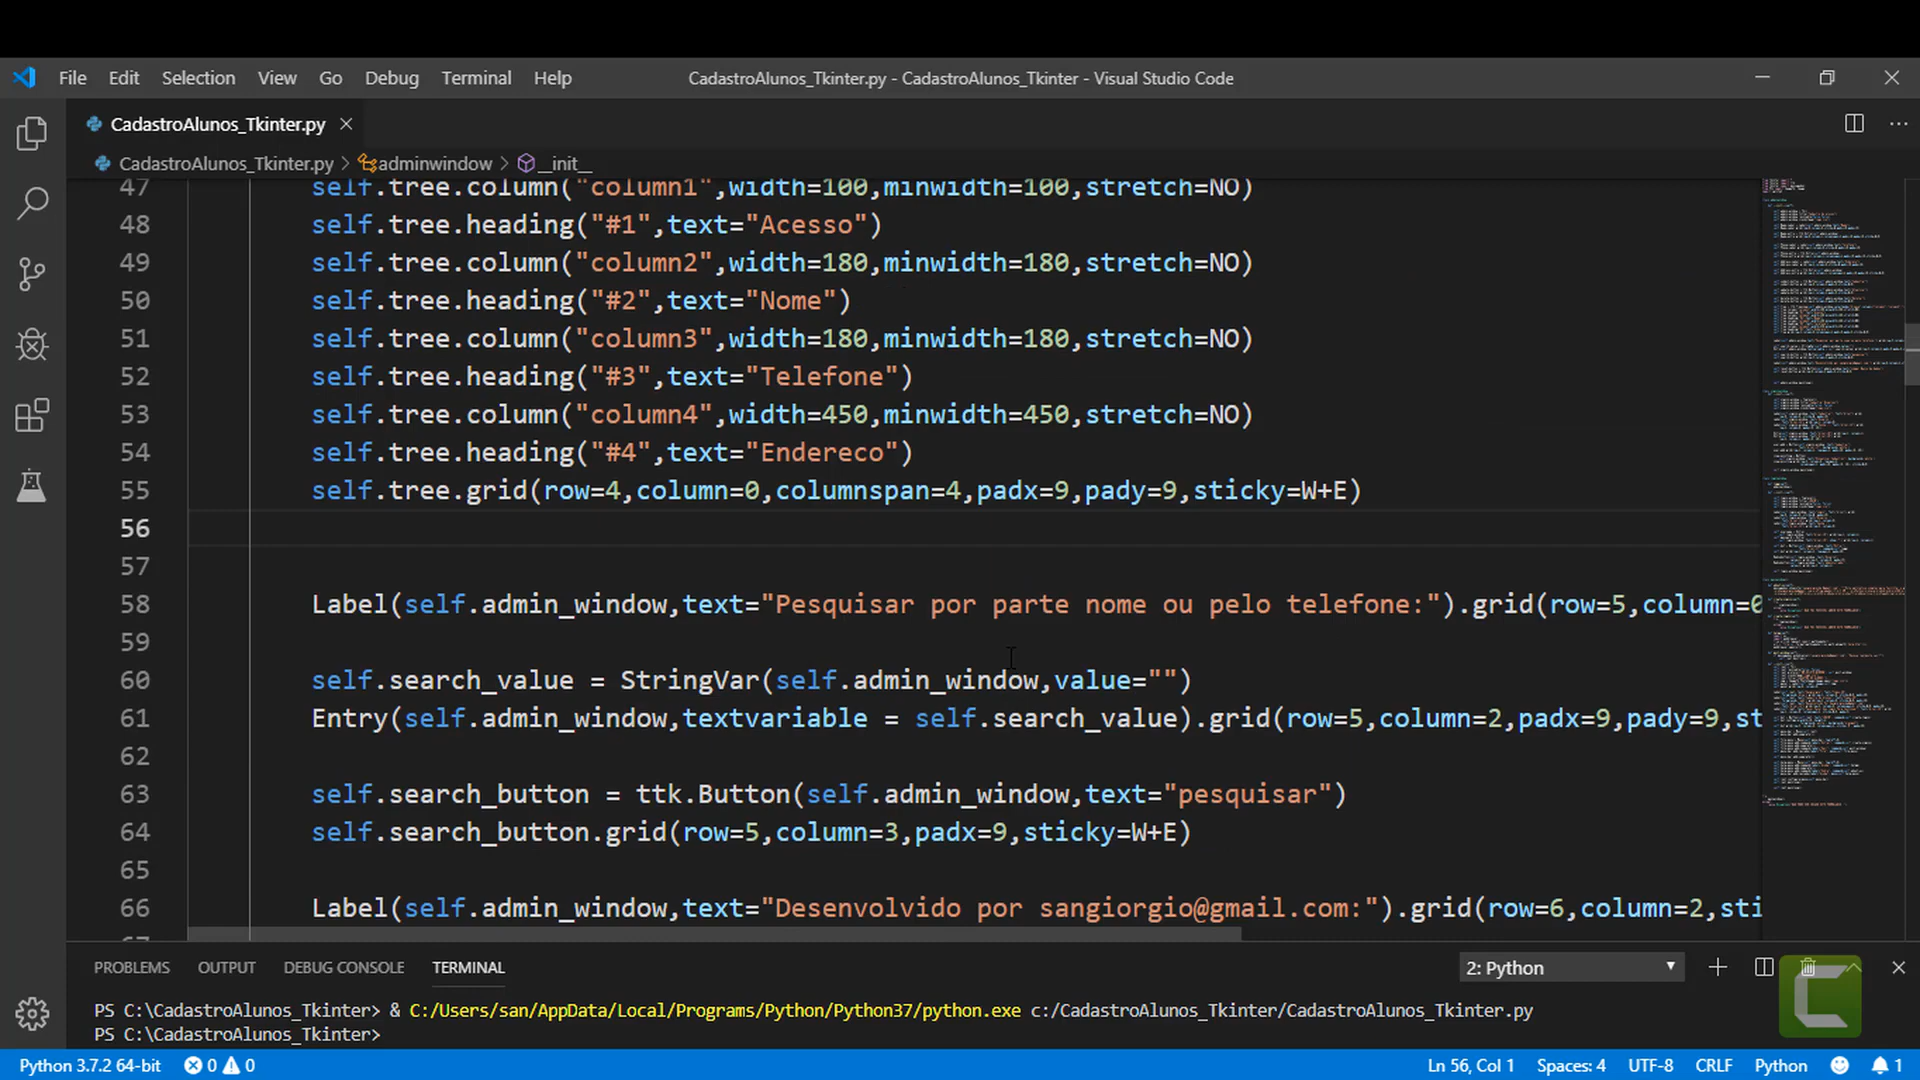 File Edit Selection View Go Debug Terminal Help CadastroAlunos_Tkinter.py - CadastroAlunos_Tkinter - Visual Studio Code
CadastroAlunos_Tkinter.py
CadastroAlunos_Tkinter.py > adminwindow > __init__
47 self.tree.column("column1",width=100,minwidth=100,stretch=NO)
48 self.tree.heading("#1",text="Acesso")
49 self.tree.column("column2",width=180,minwidth=180,stretch=NO)
50 self.tree.heading("#2",text="Nome")
51 self.tree.column("column3",width=180,minwidth=180,stretch=NO)
52 self.tree.heading("#3",text="Telefone")
53 self.tree.column("column4",width=450,minwidth=450,stretch=NO)
54 self.tree.heading("#4",text="Endereco")
55 self.tree.grid(row=4,column=0,columnspan=4,padx=9,pady=9,sticky=W+E)
56
57
58 Label(self.admin_window,text="Pesquisar por parte nome ou pelo telefone:").grid(row=5,column=0
59
60 self.search_value = StringVar(self.admin_window,value="")
61 Entry(self.admin_window,textvariable = self.search_value).grid(row=5,column=2,padx=9,pady=9,st
62
63 self.search_button = ttk.Button(self.admin_window,text="pesquisar")
64 self.search_button.grid(row=5,column=3,padx=9,sticky=W+E)
65
66 Label(self.admin_window,text="Desenvolvido por sangiorgio@gmail.com:").grid(row=6,column=2,sti
PROBLEMS OUTPUT DEBUG CONSOLE TERMINAL 2: Python
PS C:\CadastroAlunos_Tkinter> & C:/Users/san/AppData/Local/Programs/Python/Python37/python.exe c:/CadastroAlunos_Tkinter/CadastroAlunos_Tkinter.py
PS C:\CadastroAlunos_Tkinter>
Python 3.7.2 64-bit 0 0 Ln 56, Col 1 Spaces: 4 UTF-8 CRLF Python 1